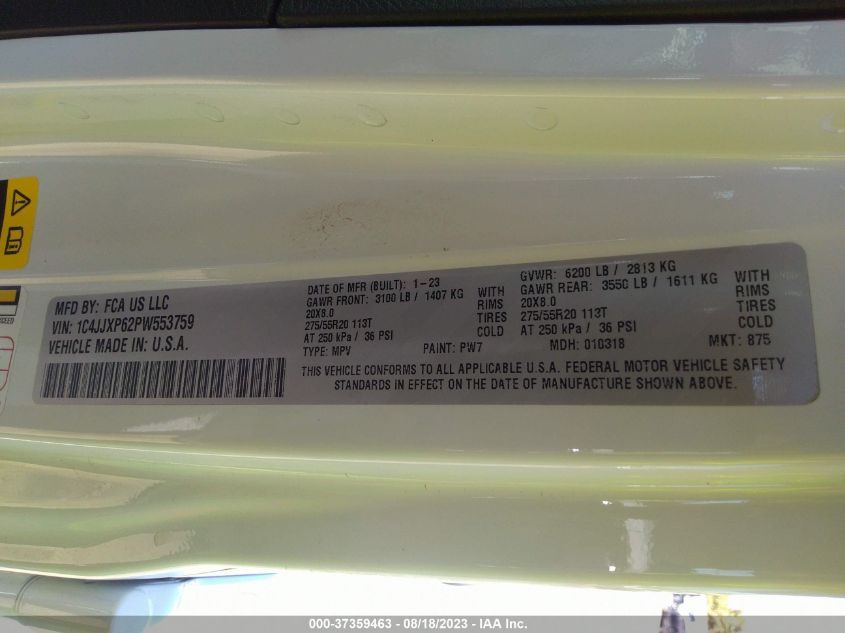 XCEED
MFD BY: FCA US LLC
VIN: 1C4JJXP62PW553759
VEHICLE MADE IN: U.S.A.
DATE OF MFR (BUILT): 1-23
GAWR FRONT: 3100 LB / 1407 KG WITH
20X8.0 RIMS
275/55R20 113T TIRES
AT 250 kPa / 36 PSI COLD
TYPE: MPV PAINT: PW7
GVWR: 6200 LB / 2813 KG
GAWR REAR: 3550 LB / 1611 KG WITH
20X8.0 RIMS
275/55R20 113T TIRES
AT 250 kPa / 36 PSI COLD
MDH: 010318 MKT: 875
THIS VEHICLE CONFORMS TO ALL APPLICABLE U.S.A. FEDERAL MOTOR VEHICLE SAFETY
STANDARDS IN EFFECT ON THE DATE OF MANUFACTURE SHOWN ABOVE.
000-37359463 - 08/18/2023 - IAA Inc.